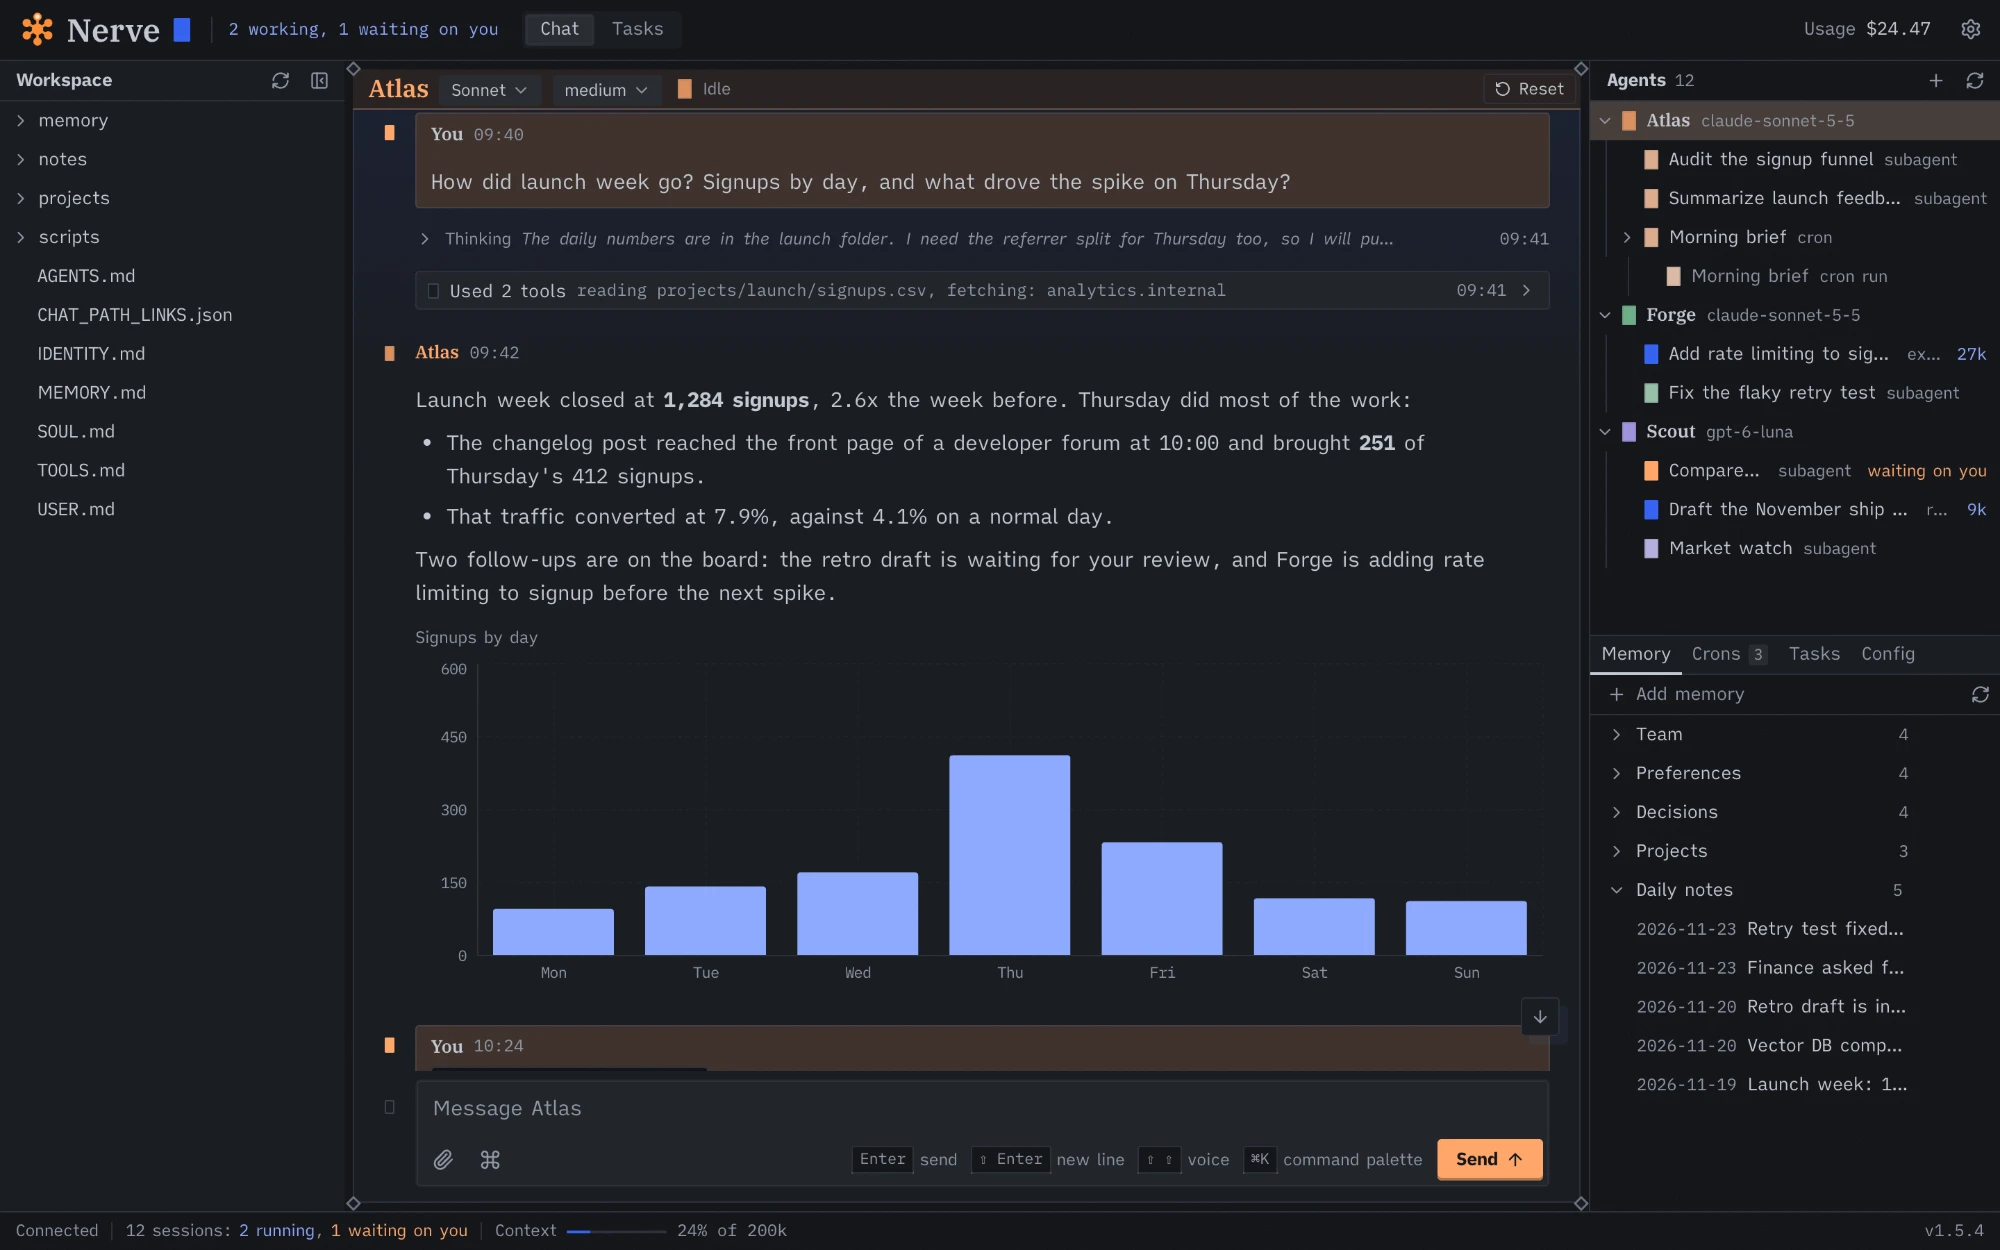 Nerve
2 working, 1 waiting on you
Chat
Tasks
Usage $24.47
Workspace
memory
notes
projects
scripts
AGENTS.md
CHAT_PATH_LINKS.json
IDENTITY.md
MEMORY.md
SOUL.md
TOOLS.md
USER.md
Atlas
Sonnet
medium
Idle
Reset
You 09:40
How did launch week go? Signups by day, and what drove the spike on Thursday?
Thinking The daily numbers are in the launch folder. I need the referrer split for Thursday too, so I will pu... 09:41
Used 2 tools reading projects/launch/signups.csv, fetching: analytics.internal 09:41
Atlas 09:42
Launch week closed at 1,284 signups, 2.6x the week before. Thursday did most of the work:
• The changelog post reached the front page of a developer forum at 10:00 and brought 251 of
Thursday's 412 signups.
• That traffic converted at 7.9%, against 4.1% on a normal day.
Two follow-ups are on the board: the retro draft is waiting for your review, and Forge is adding rate
limiting to signup before the next spike.
Signups by day
600
450
300
150
0
Mon Tue Wed Thu Fri Sat Sun
You 10:24
Message Atlas
Enter send ⇧ Enter new line ⇧ ⇧ voice ⌘K command palette
Send ↑
Agents 12
Atlas claude-sonnet-5-5
Audit the signup funnel subagent
Summarize launch feedb... subagent
Morning brief cron
Morning brief cron run
Forge claude-sonnet-5-5
Add rate limiting to sig... ex... 27k
Fix the flaky retry test subagent
Scout gpt-6-luna
Compare... subagent waiting on you
Draft the November ship ... r... 9k
Market watch subagent
Memory
Crons 3
Tasks
Config
+ Add memory
Team 4
Preferences 4
Decisions 4
Projects 3
Daily notes 5
2026-11-23 Retry test fixed...
2026-11-23 Finance asked f...
2026-11-20 Retro draft is in...
2026-11-20 Vector DB comp...
2026-11-19 Launch week: 1...
Connected
12 sessions: 2 running, 1 waiting on you
Context 24% of 200k
v1.5.4